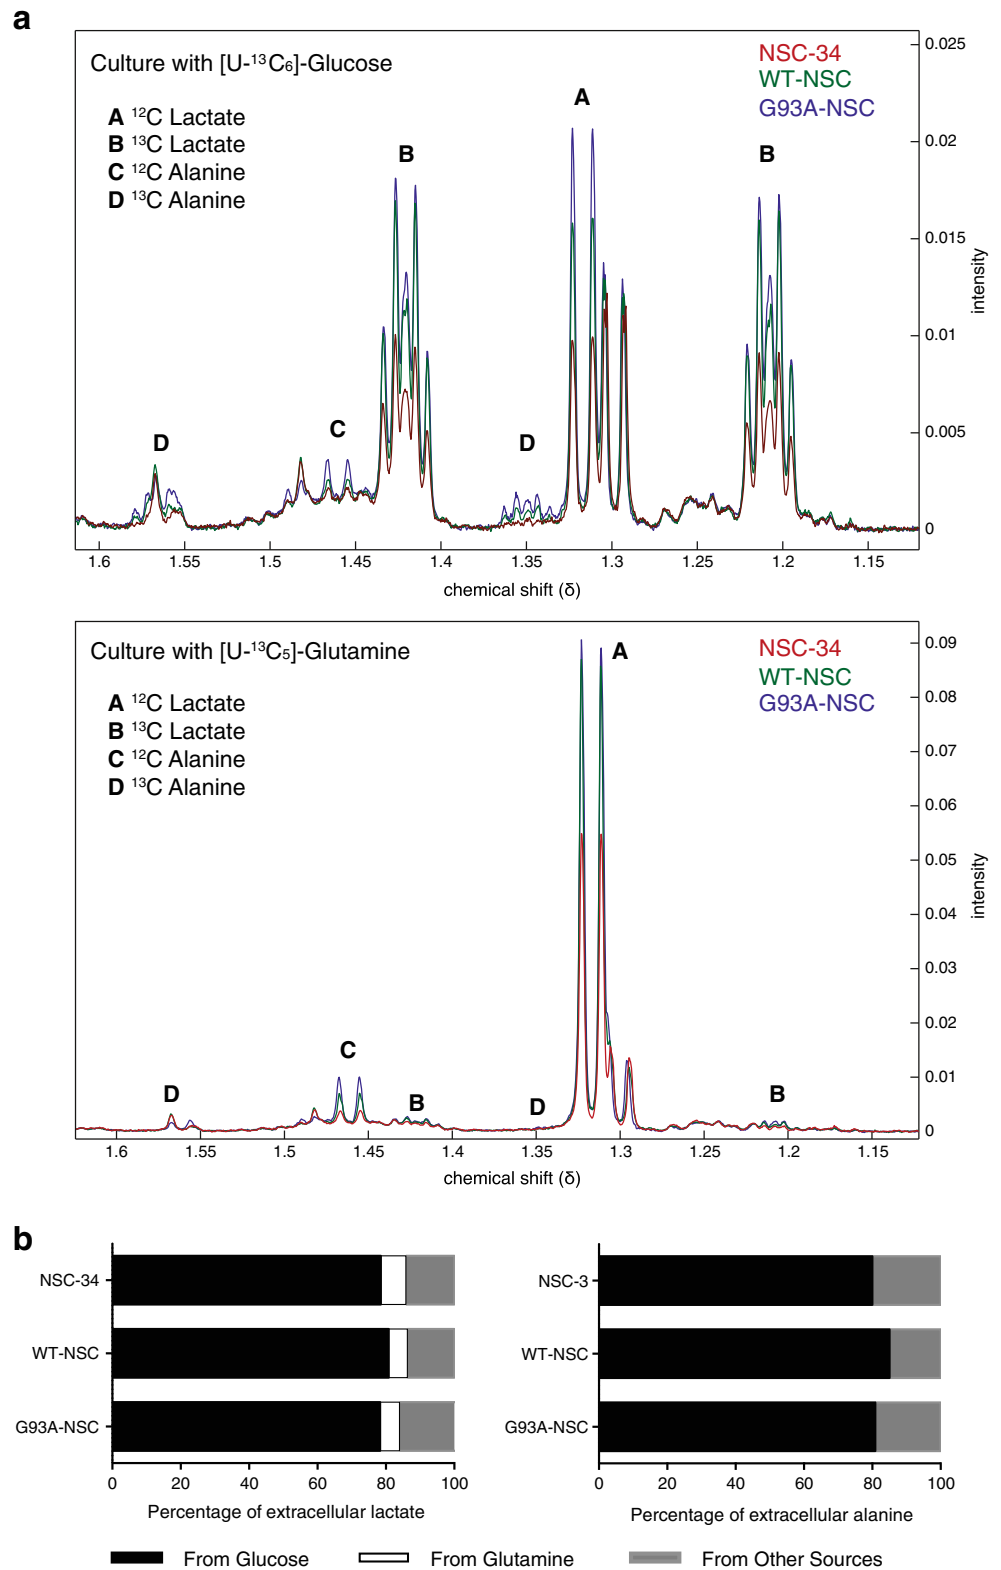 a
Culture with [U-¹³C₆]-Glucose
NSC-34
WT-NSC
G93A-NSC
A ¹²C Lactate
B ¹³C Lactate
C ¹²C Alanine
D ¹³C Alanine
A
B
B
C
D
D
0.025
0.02
0.015
0.01
0.005
0
intensity
1.6 1.55 1.5 1.45 1.4 1.35 1.3 1.25 1.2 1.15
chemical shift (δ)
Culture with [U-¹³C₅]-Glutamine
NSC-34
WT-NSC
G93A-NSC
A ¹²C Lactate
B ¹³C Lactate
C ¹²C Alanine
D ¹³C Alanine
A
C
D
B
D
B
0.09
0.08
0.07
0.06
0.05
0.04
0.03
0.02
0.01
0
intensity
1.6 1.55 1.5 1.45 1.4 1.35 1.3 1.25 1.2 1.15
chemical shift (δ)
b
NSC-34
WT-NSC
G93A-NSC
0 20 40 60 80 100
Percentage of extracellular lactate
NSC-3
WT-NSC
G93A-NSC
0 20 40 60 80 100
Percentage of extracellular alanine
From Glucose From Glutamine From Other Sources